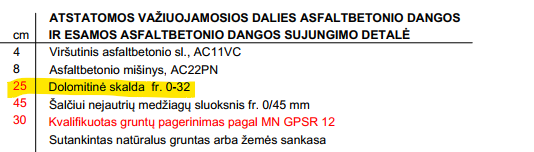 ATSTATOMOS VAŽIUOJAMOSIOS DALIES ASFALTBETONIO DANGOS
cm IR ESAMOS ASFALTBETONIO DANGOS SUJUNGIMO DETALĖ
4 Viršutinis asfaltbetonio sl., AC11VC
8 Asfaltbetonio mišinys, AC22PN
25 Dolomitinė skalda fr. 0-32
45 Šalčiui nejautrių medžiagų sluoksnis fr. 0/45 mm
30 Kvalifikuotas gruntų pagerinimas pagal MN GPSR 12
Sutankintas natūralus gruntas arba žemės sankasa